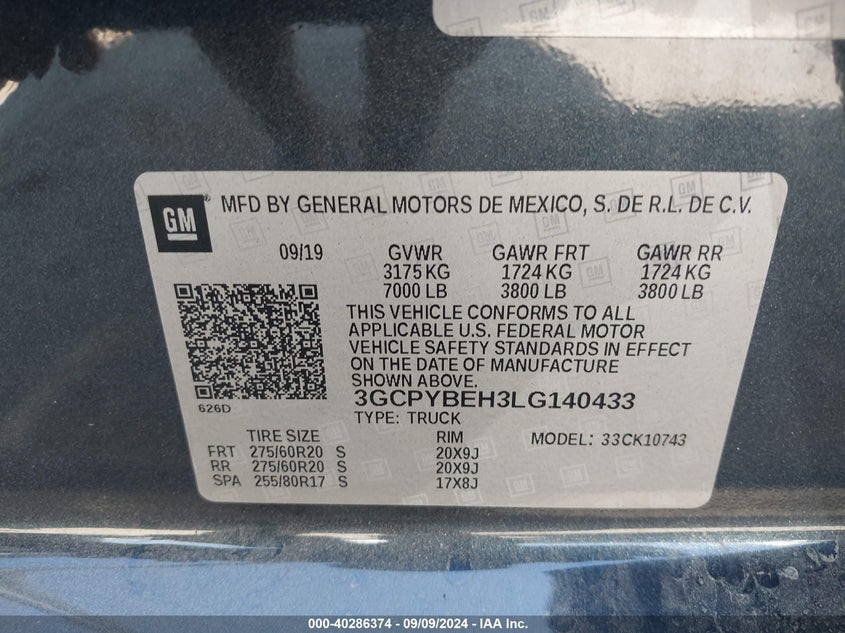 GM
GM ® MFD BY GENERAL MOTORS DE MEXICO, S. DE R.L. DE C.V.
09/19 GVWR GAWR FRT GAWR RR
3175 KG 1724 KG 1724 KG
7000 LB 3800 LB 3800 LB
THIS VEHICLE CONFORMS TO ALL
APPLICABLE U.S. FEDERAL MOTOR
VEHICLE SAFETY STANDARDS IN EFFECT
ON THE DATE OF MANUFACTURE
SHOWN ABOVE.
3GCPYBEH3LG140433
626D
TYPE: TRUCK
TIRE SIZE RIM MODEL: 33CK10743
FRT 275/60R20 S 20X9J
RR 275/60R20 S 20X9J
SPA 255/80R17 S 17X8J
000-40286374 - 09/09/2024 - IAA Inc.